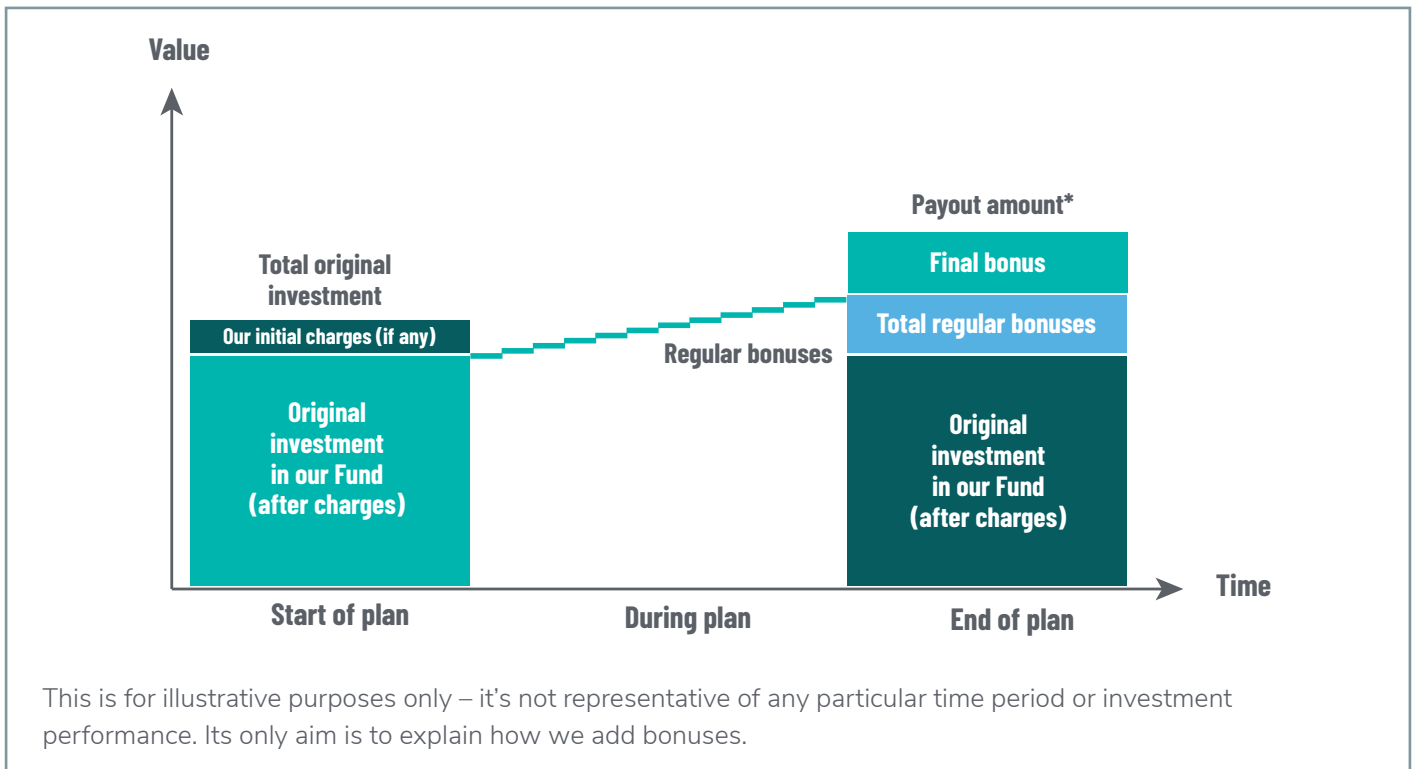 Value
Payout amount*
Final bonus
Total original
investment
Our initial charges (if any)
Total regular bonuses
Regular bonuses
Original
investment
in our Fund
(after charges)
Original
investment
in our Fund
(after charges)
Time
Start of plan
During plan
End of plan
This is for illustrative purposes only – it’s not representative of any particular time period or investment
performance. Its only aim is to explain how we add bonuses.